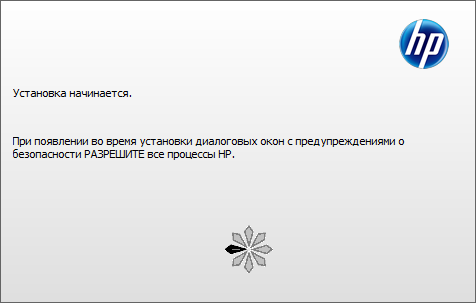 hp
Установка начинается.
При появлении во время установки диалоговых окон с предупреждениями о
безопасности РАЗРЕШИТЕ все процессы HP.